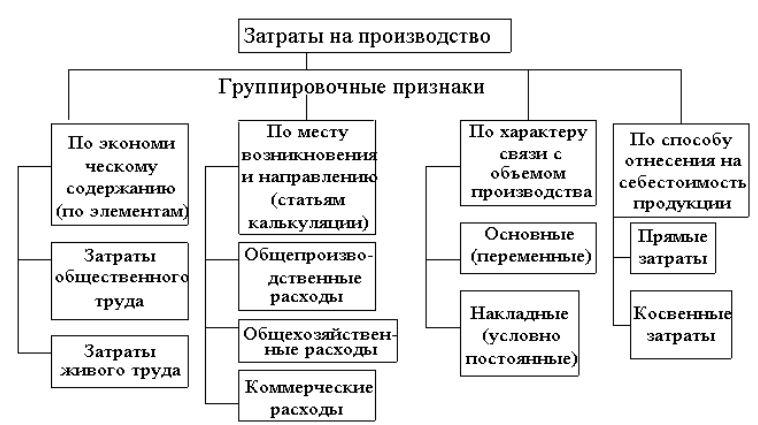 Затраты на производство
Группировочные признаки
По экономи
ческому
содержанию
(по элементам)
Затраты
общественного
труда
Затраты
живого труда
По месту
возникновения
и направлению
(статьям
калькуляции)
Общепроизво-
дственные
расходы
Общехозяйствен-
ные расходы
Коммерческие
расходы
По характеру
связи с
объемом
производства
Основные
(переменные)
Накладные
(условно
постоянные)
По способу
отнесения на
себестоимость
продукции
Прямые
затраты
Косвенные
затраты